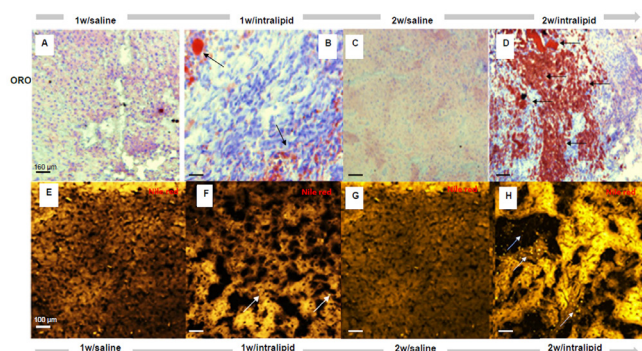 1w/saline 1w/intralipid 2w/saline 2w/intralipid
A B C D
ORO
160 µm
E F G H
Nile red Nile red Nile red Nile red
100 µm
1w/saline 1w/intralipid 2w/saline 2w/intralipid